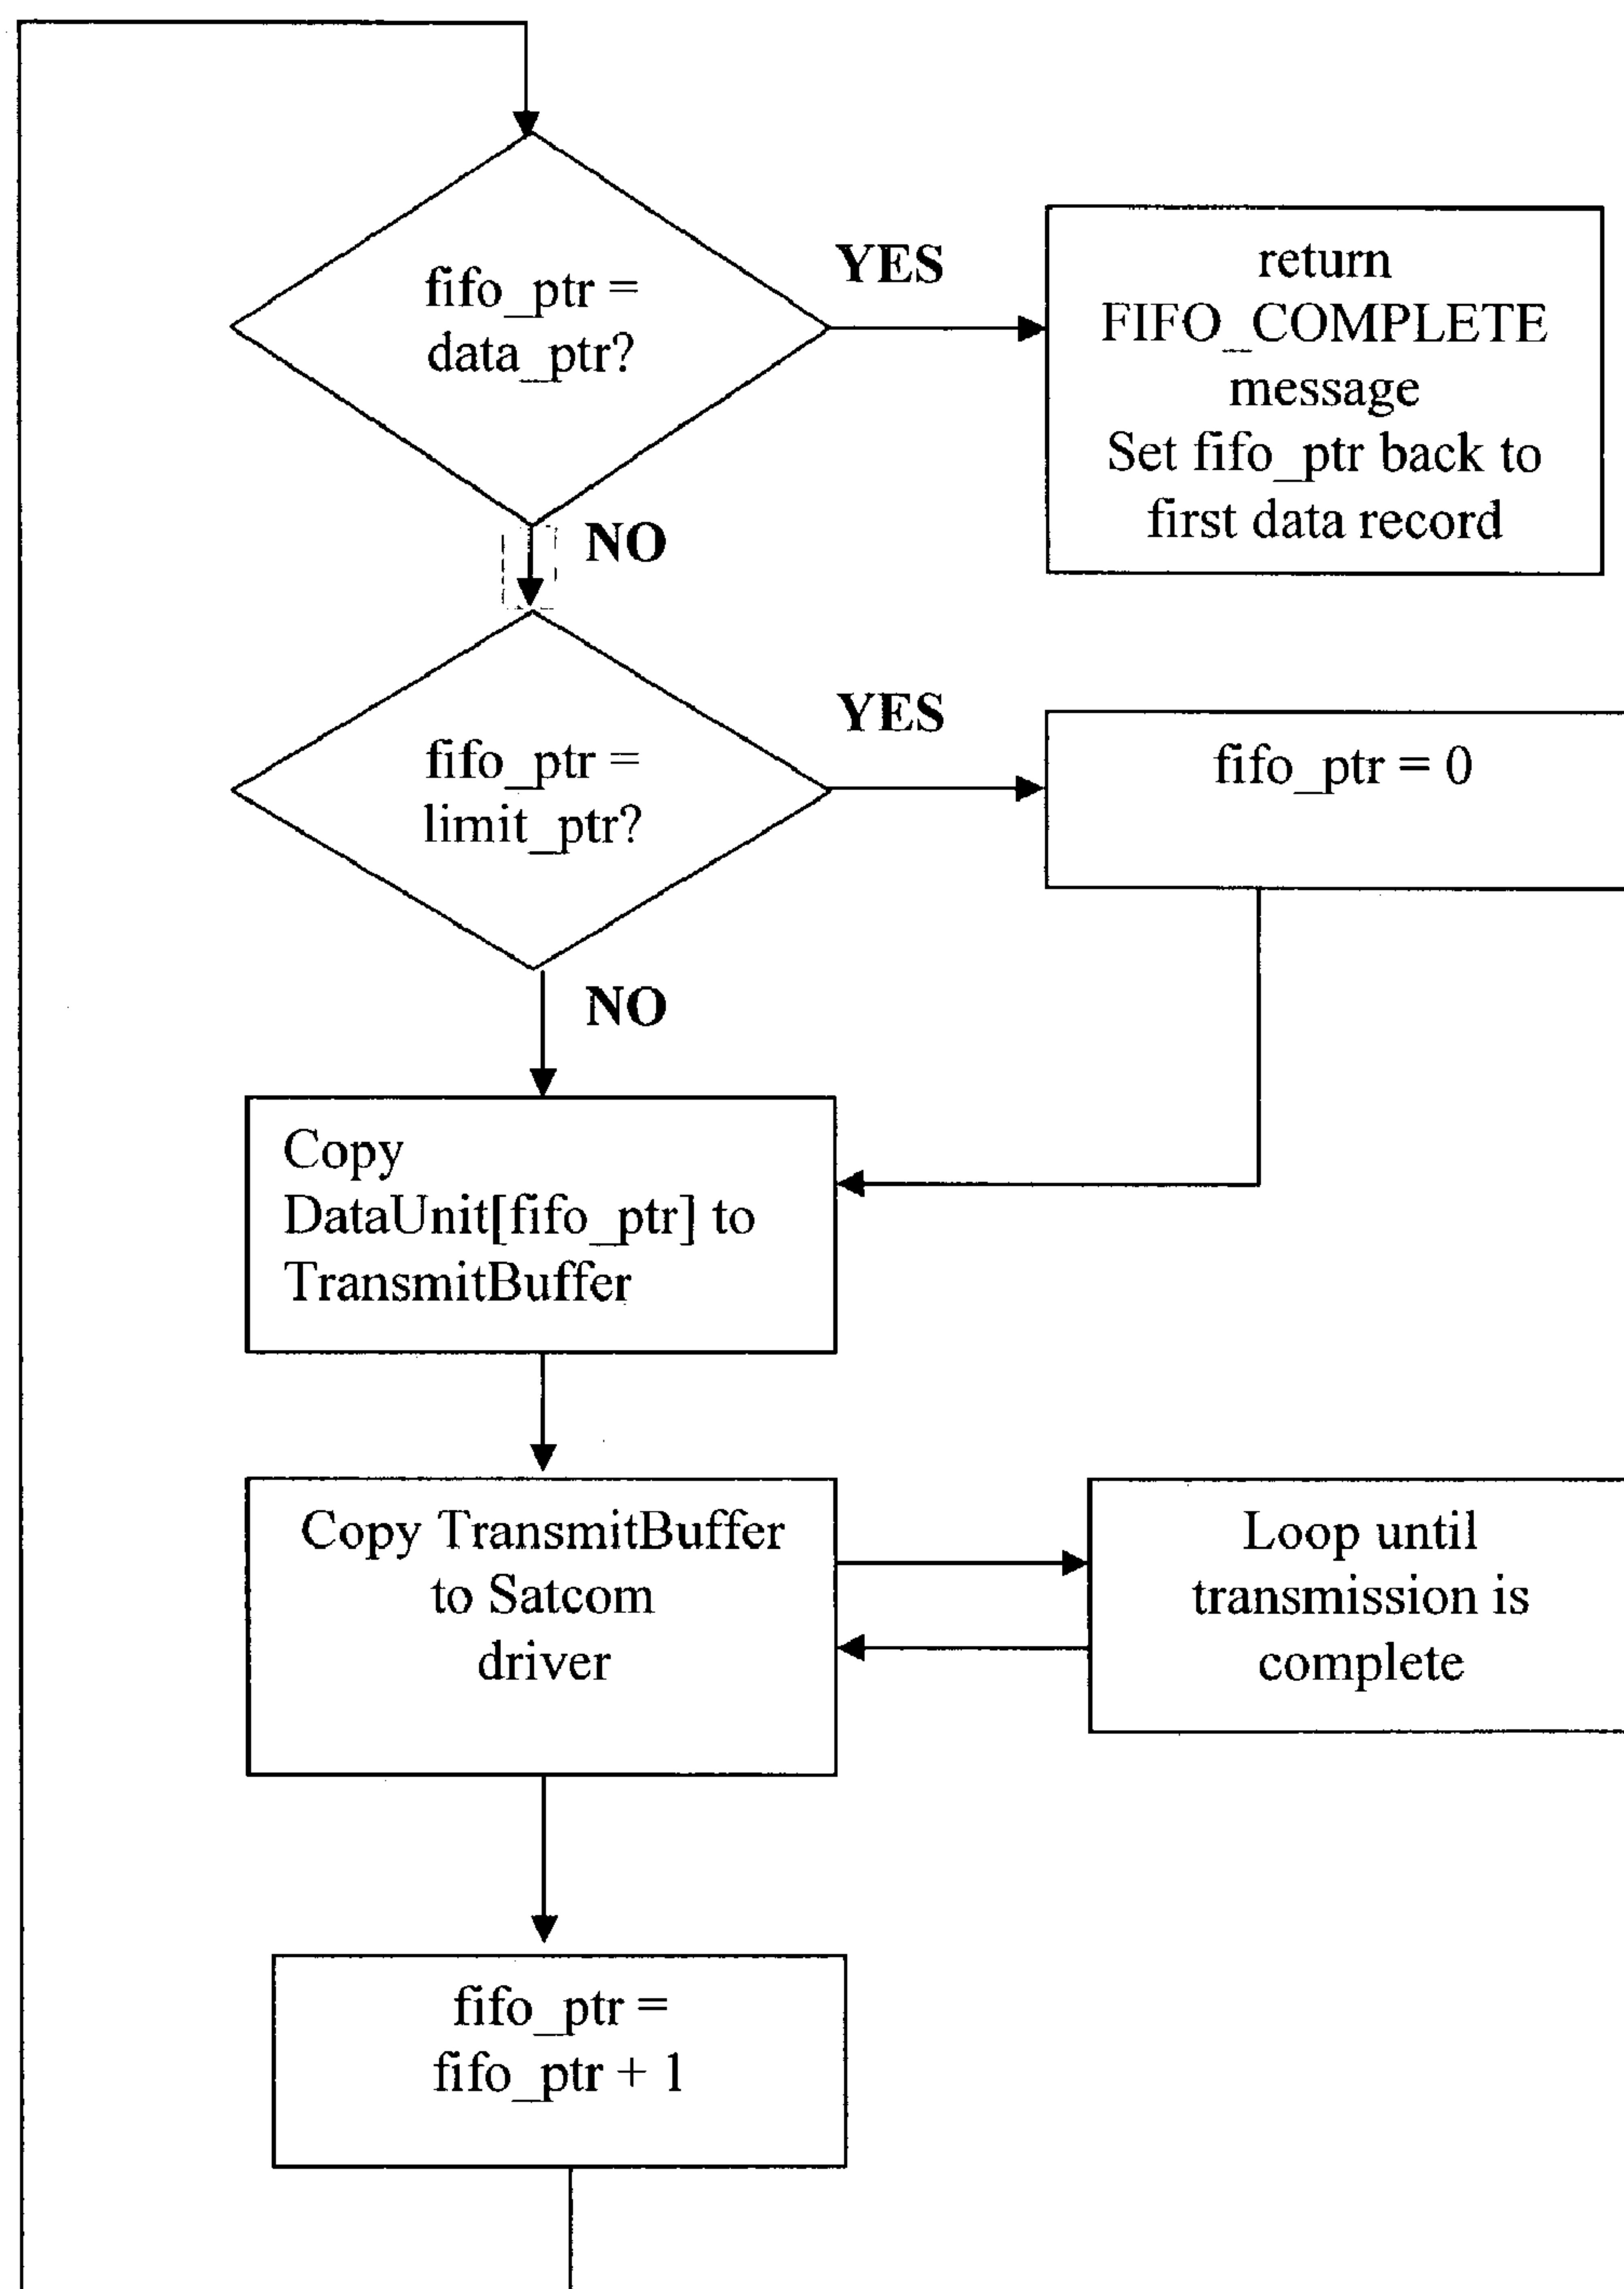 fifo_ptr =
data_ptr?
YES
return
FIFO_COMPLETE
message
Set fifo_ptr back to
first data record
NO
fifo_ptr =
limit_ptr?
YES
fifo_ptr = 0
NO
Copy
DataUnit[fifo_ptr] to
TransmitBuffer
Copy TransmitBuffer
to Satcom
driver
Loop until
transmission is
complete
fifo_ptr =
fifo_ptr + 1